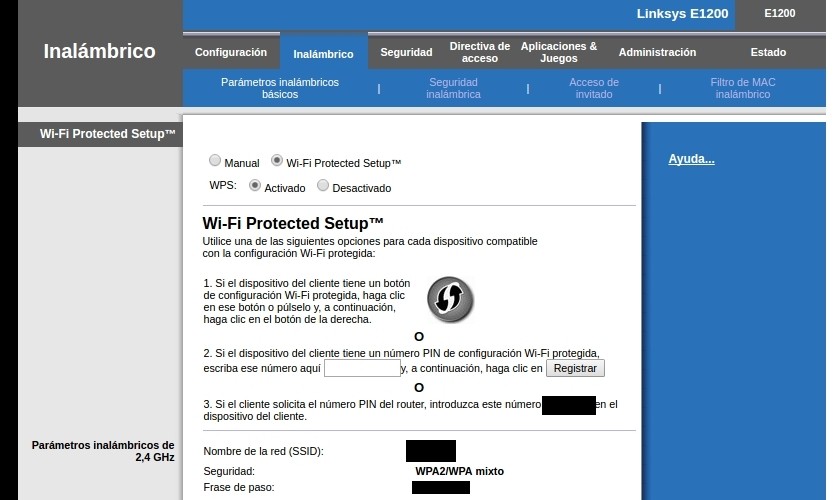 Linksys E1200
E1200
Inalámbrico
Configuración
Inalámbrico
Seguridad
Directiva de
acceso
Aplicaciones &
Juegos
Administración
Estado
Parámetros inalámbricos
básicos
|
Seguridad
inalámbrica
|
Acceso de
invitado
|
Filtro de MAC
inalámbrico
Wi-Fi Protected Setup™
Manual Wi-Fi Protected Setup™
WPS: Activado Desactivado
Ayuda...
Wi-Fi Protected Setup™
Utilice una de las siguientes opciones para cada dispositivo compatible
con la configuración Wi-Fi protegida:
1. Si el dispositivo del cliente tiene un botón
de configuración Wi-Fi protegida, haga clic
en ese botón o púlselo y, a continuación,
haga clic en el botón de la derecha.
O
2. Si el dispositivo del cliente tiene un número PIN de configuración Wi-Fi protegida,
escriba ese número aquí y, a continuación, haga clic en Registrar
O
3. Si el cliente solicita el número PIN del router, introduzca este número en el
dispositivo del cliente.
Parámetros inalámbricos de
2,4 GHz
Nombre de la red (SSID):
Seguridad: WPA2/WPA mixto
Frase de paso: